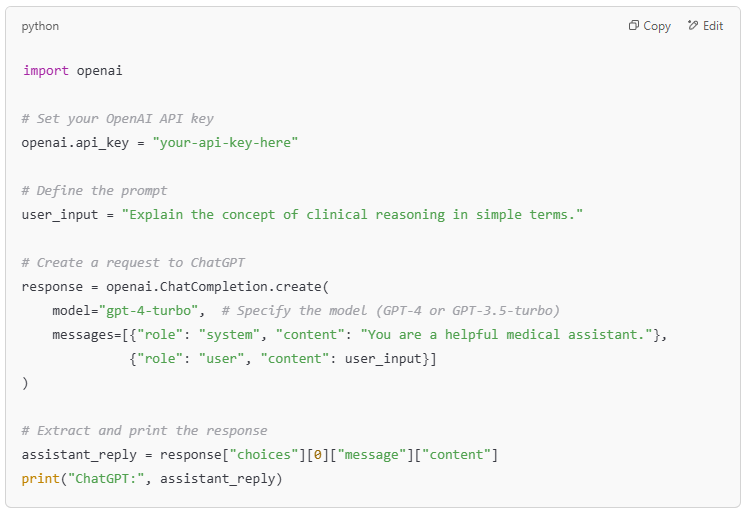 python
Copy
Edit
import openai
# Set your OpenAI API key
openai.api_key = "your-api-key-here"
# Define the prompt
user_input = "Explain the concept of clinical reasoning in simple terms."
# Create a request to ChatGPT
response = openai.ChatCompletion.create(
    model="gpt-4-turbo",  # Specify the model (GPT-4 or GPT-3.5-turbo)
    messages=[{"role": "system", "content": "You are a helpful medical assistant."},
              {"role": "user", "content": user_input}]
)
# Extract and print the response
assistant_reply = response["choices"][0]["message"]["content"]
print("ChatGPT:", assistant_reply)